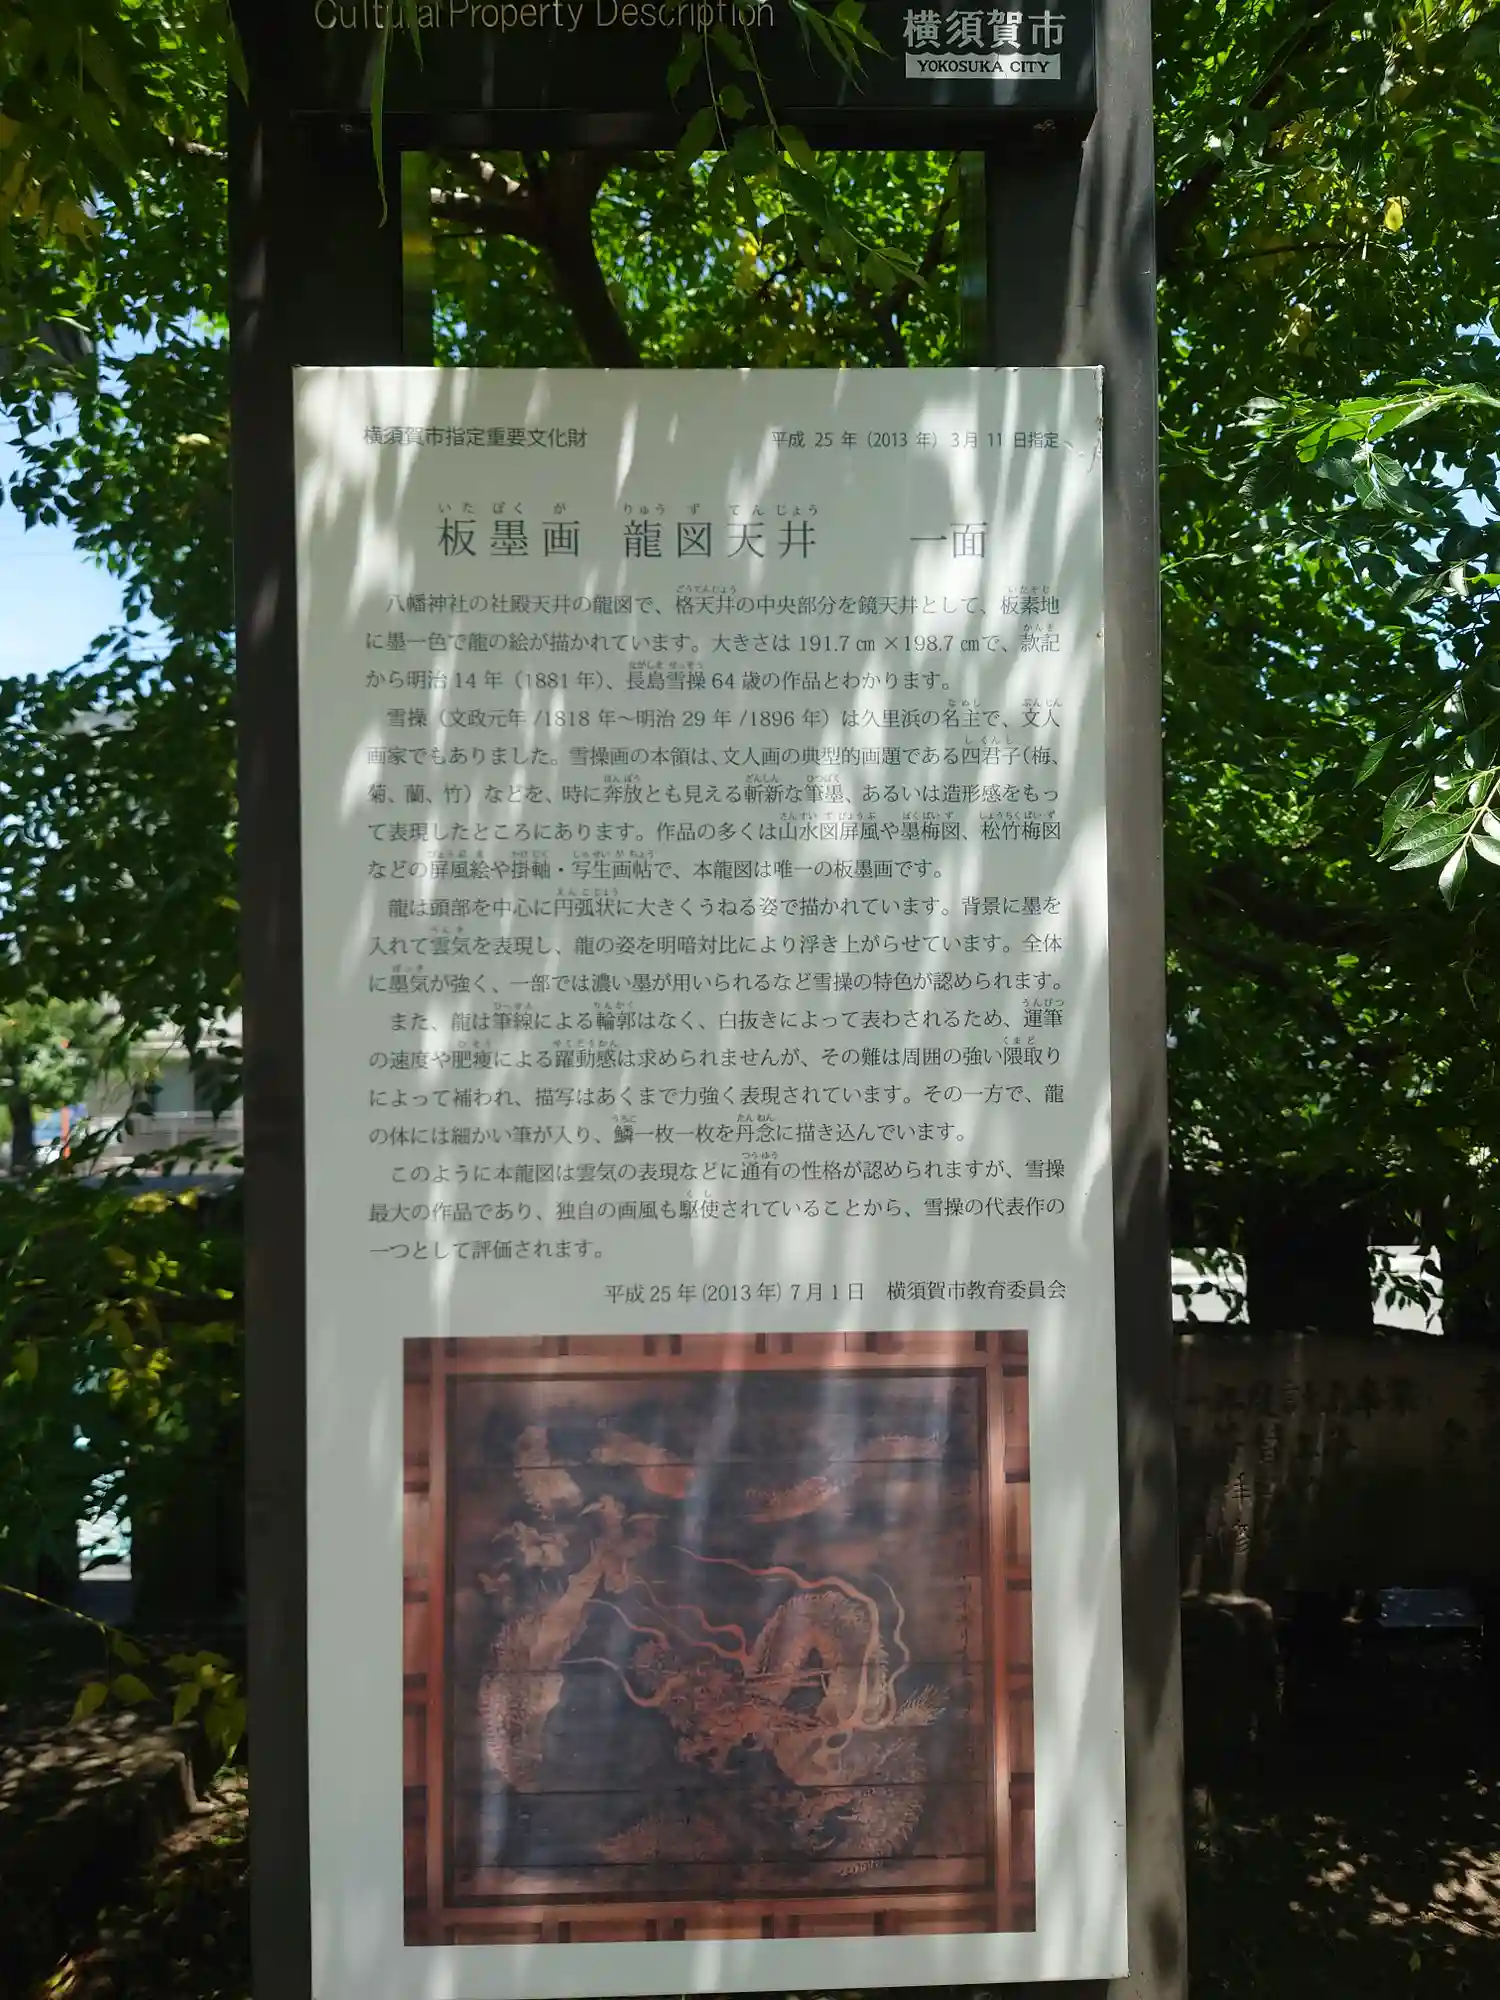 Cultural Property Description
横須賀市
YOKOSUKA CITY
横須賀市指定重要文化財 平成 25 年（2013 年）3月 11 日指定
いたぼくが りゅうずてんじょう
板墨画 龍図天井 一面
八幡神社の社殿天井の龍図で、格天井の中央部分を鏡天井として、板素地
に墨一色で龍の絵が描かれています。大きさは 191.7 ㎝ ×198.7 ㎝で、款記
から明治 14 年（1881 年）、長島雪操 64 歳の作品とわかります。
雪操（文政元年 /1818 年～明治 29 年 /1896 年）は久里浜の名主で、文人
画家でもありました。雪操画の本領は、文人画の典型的画題である四君子（梅、
菊、蘭、竹）などを、時に奔放とも見える斬新な筆墨、あるいは造形感をもっ
て表現したところにあります。作品の多くは山水図屏風や墨梅図、松竹梅図
などの屏風絵や掛軸・写生画帖で、本龍図は唯一の板墨画です。
龍は頭部を中心に円弧状に大きくうねる姿で描かれています。背景に墨を
入れて雲気を表現し、龍の姿を明暗対比により浮き上がらせています。全体
に墨気が強く、一部では濃い墨が用いられるなど雪操の特色が認められます。
また、龍は筆線による輪郭はなく、白抜きによって表わされるため、運筆
の速度や肥痩による躍動感は求められませんが、その難は周囲の強い隈取り
によって補われ、描写はあくまで力強く表現されています。その一方で、龍
の体には細かい筆が入り、鱗一枚一枚を丹念に描き込んでいます。
このように本龍図は雲気の表現などに通有の性格が認められますが、雪操
最大の作品であり、独自の画風も駆使されていることから、雪操の代表作の
一つとして評価されます。
平成 25 年 (2013 年) 7 月 1 日 横須賀市教育委員会